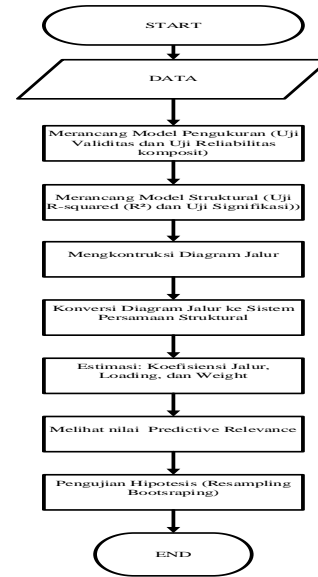 START
DATA
Merancang Model Pengukuran (Uji
Validitas dan Uji Reliabilitas
komposit)
Merancang Model Struktural (Uji
R-squared (R²) dan Uji Signifikasi))
Mengkontruksi Diagram Jalur
Konversi Diagram Jalur ke Sistem
Persamaan Struktural
Estimasi: Koefisiensi Jalur,
Loading, dan Weight
Melihat nilai Predictive Relevance
Pengujian Hipotesis (Resampling
Bootsraping)
END